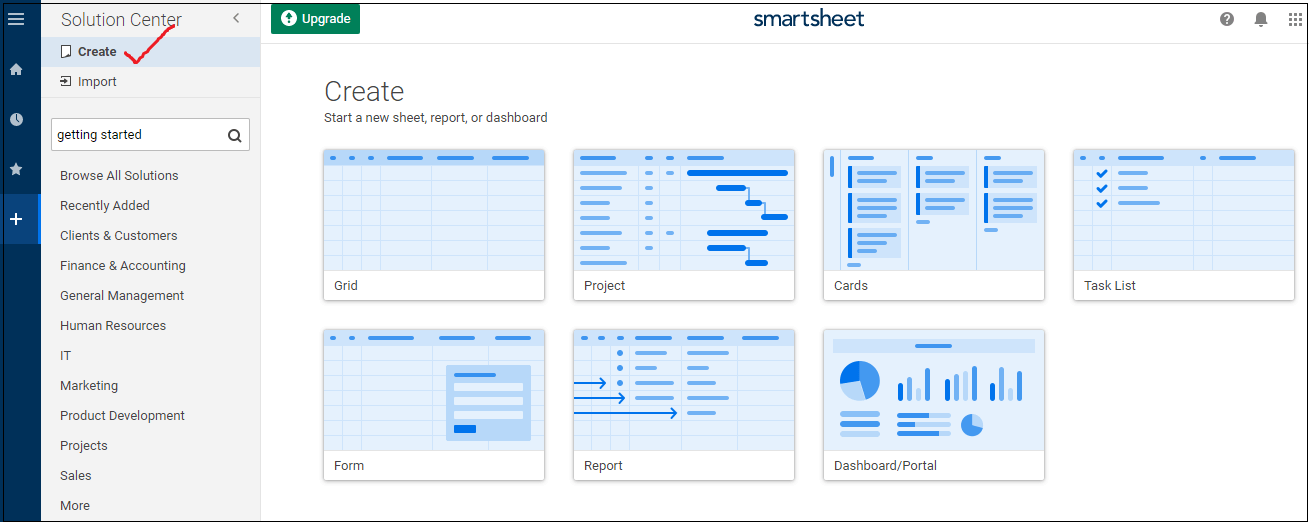 Solution Center
Upgrade
smartsheet
Create
Import
getting started
Browse All Solutions
Recently Added
Clients & Customers
Finance & Accounting
General Management
Human Resources
IT
Marketing
Product Development
Projects
Sales
More
Create
Start a new sheet, report, or dashboard
Grid
Project
Cards
Task List
Form
Report
Dashboard/Portal